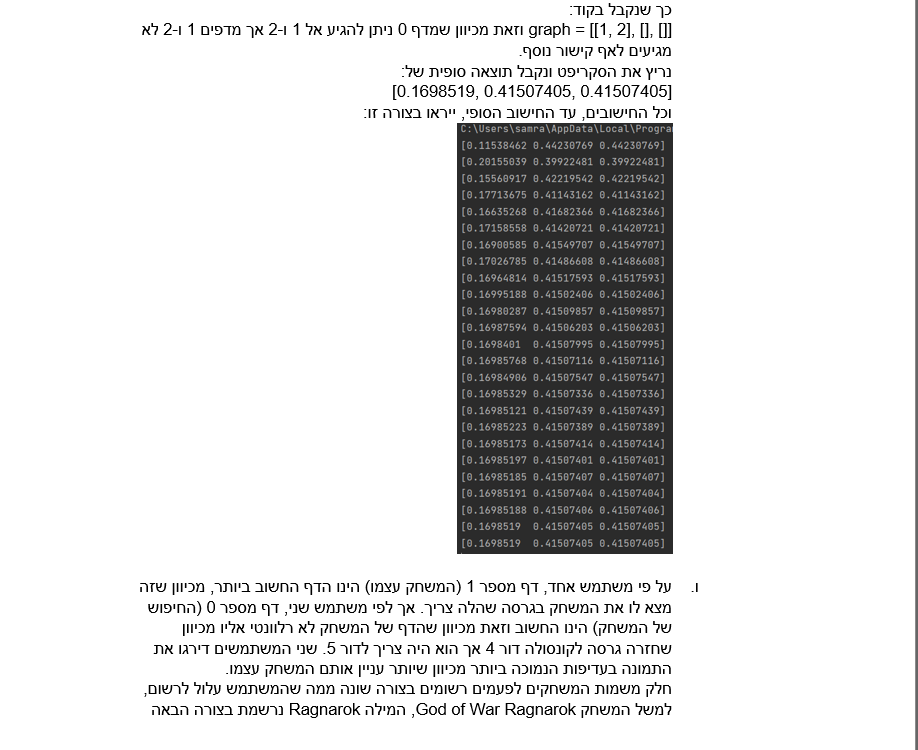 כך שנקבל בקוד:
graph = [[1, 2], [], []] וזאת מכיוון שמדף 0 ניתן להגיע אל 1 ו-2 אך מדפים 1 ו-2 לא
מגיעים לאף קישור נוסף.
נריץ את הסקריפט ונקבל תוצאה סופית של:
[0.1698519, 0.41507405, 0.41507405]
וכל החישובים, עד החישוב הסופי, ייראו בצורה זו:
C:\Users\samra\AppData\Local\Progra
[0.11538462 0.44230769 0.44230769]
[0.20155039 0.39922481 0.39922481]
[0.15560917 0.42219542 0.42219542]
[0.17713675 0.41143162 0.41143162]
[0.16635268 0.41682366 0.41682366]
[0.17158558 0.41420721 0.41420721]
[0.16900585 0.41549707 0.41549707]
[0.17026785 0.41486608 0.41486608]
[0.16964814 0.41517593 0.41517593]
[0.16995188 0.41502406 0.41502406]
[0.16980287 0.41509857 0.41509857]
[0.16987594 0.41506203 0.41506203]
[0.1698401  0.41507995 0.41507995]
[0.16985768 0.41507116 0.41507116]
[0.16984906 0.41507547 0.41507547]
[0.16985329 0.41507336 0.41507336]
[0.16985121 0.41507439 0.41507439]
[0.16985223 0.41507389 0.41507389]
[0.16985173 0.41507414 0.41507414]
[0.16985197 0.41507401 0.41507401]
[0.16985185 0.41507407 0.41507407]
[0.16985191 0.41507404 0.41507404]
[0.16985188 0.41507406 0.41507406]
[0.1698519  0.41507405 0.41507405]
[0.1698519  0.41507405 0.41507405]
ו. על פי משתמש אחד, דף מספר 1 (המשחק עצמו) הינו הדף החשוב ביותר, מכיוון שזה
מצא לו את המשחק בגרסה שהלה צריך. אך לפי משתמש שני, דף מספר 0 (החיפוש
של המשחק) הינו החשוב וזאת מכיוון שהדף של המשחק לא רלוונטי אליו מכיוון
שחזרה גרסה לקונסולה דור 4 אך הוא היה צריך לדור 5. שני המשתמשים דירגו את
התמונה בעדיפות הנמוכה ביותר מכיוון שיותר עניין אותם המשחק עצמו.
חלק משמות המשחקים לפעמים רשומים בצורה שונה ממה שהמשתמש עלול לרשום,
למשל המשחק God of War Ragnarok, המילה Ragnarok נרשמת בצורה הבאה